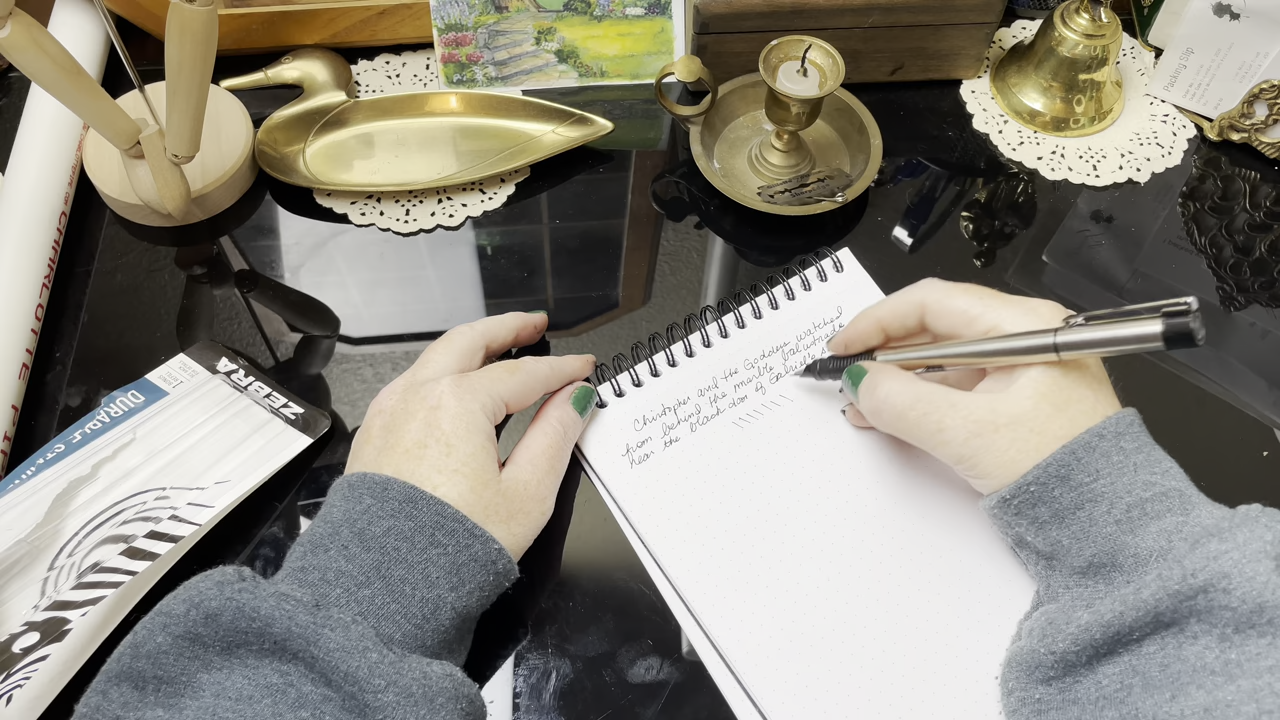 Christopher and the Goddess watched
from behind the marble balustrade
near the black door of Gabriel's
ZEBRA
Packing Slip
CHARLOTTE PIP